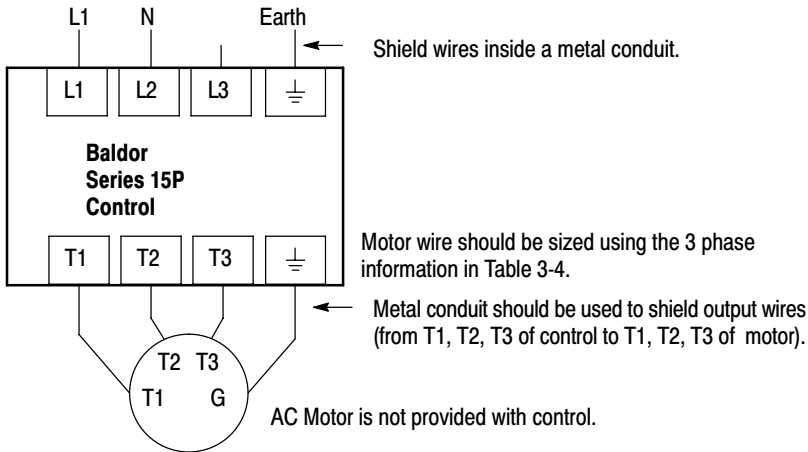 L1 N Earth
Shield wires inside a metal conduit.
L1 L2 L3
Baldor
Series 15P
Control
T1 T2 T3
Motor wire should be sized using the 3 phase
information in Table 3-4.
Metal conduit should be used to shield output wires
(from T1, T2, T3 of control to T1, T2, T3 of motor).
T2 T3
T1 G
AC Motor is not provided with control.